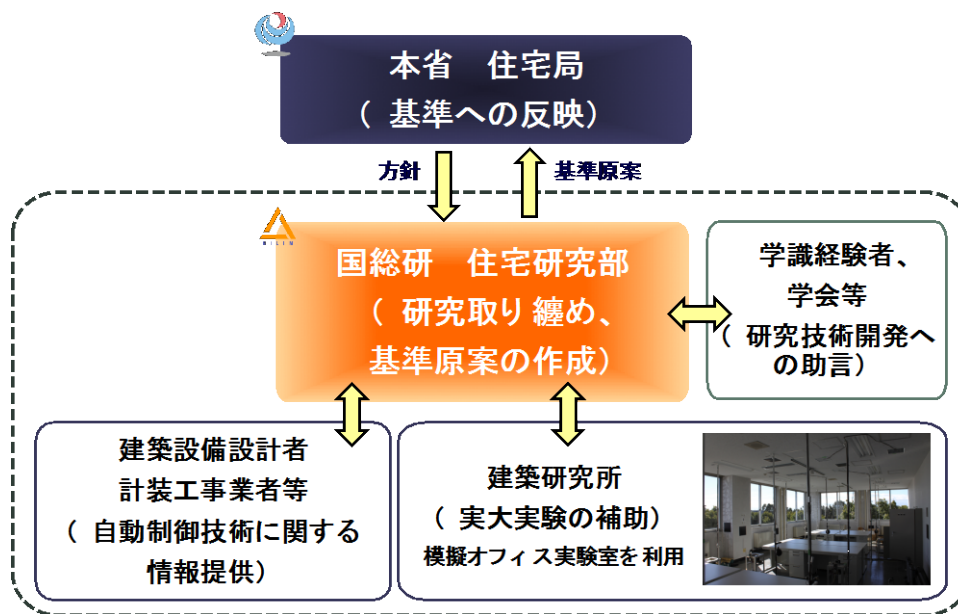 本省　住宅局
( 基準への反映)
方針
基準原案
国総研　住宅研究部
( 研究取り纏め、
基準原案の作成)
学識経験者、
学会等
( 研究技術開発へ
の助言)
建築設備設計者
計装工事業者等
( 自動制御技術に関する
情報提供)
建築研究所
( 実大実験の補助)
模擬オフィス実験室を利用